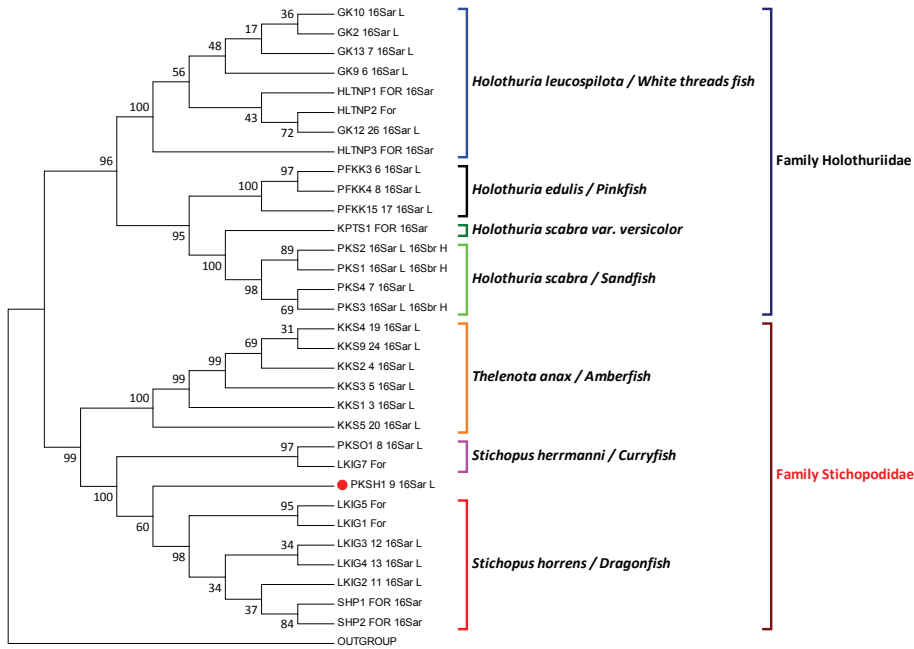 GK10 16Sar L
GK2 16Sar L
GK13 7 16Sar L
GK9 6 16Sar L
HLTNP1 FOR 16Sar
HLTNP2 For
GK12 26 16Sar L
HLTNP3 FOR 16Sar
PFKK3 6 16Sar L
PFKK4 8 16Sar L
PFKK15 17 16Sar L
KPTS1 FOR 16Sar
PKS2 16Sar L 16Sbr H
PKS1 16Sar L 16Sbr H
PKS4 7 16Sar L
PKS3 16Sar L 16Sbr H
KKS4 19 16Sar L
KKS9 24 16Sar L
KKS2 4 16Sar L
KKS3 5 16Sar L
KKS1 3 16Sar L
KKS5 20 16Sar L
PKSO1 8 16Sar L
LKIG7 For
PKSH1 9 16Sar L
LKIG5 For
LKIG1 For
LKIG3 12 16Sar L
LKIG4 13 16Sar L
LKIG2 11 16Sar L
SHP1 FOR 16Sar
SHP2 FOR 16Sar
OUTGROUP
36
17
48
56
43
72
100
96
97
100
95
100
89
98
69
31
69
99
99
100
99
97
100
60
95
98
34
34
37
84
Holothuria leucospilota / White threads fish
Holothuria edulis / Pinkfish
Holothuria scabra var. versicolor
Holothuria scabra / Sandfish
Thelenota anax / Amberfish
Stichopus herrmanni / Curryfish
Stichopus horrens / Dragonfish
Family Holothuriidae
Family Stichopodidae